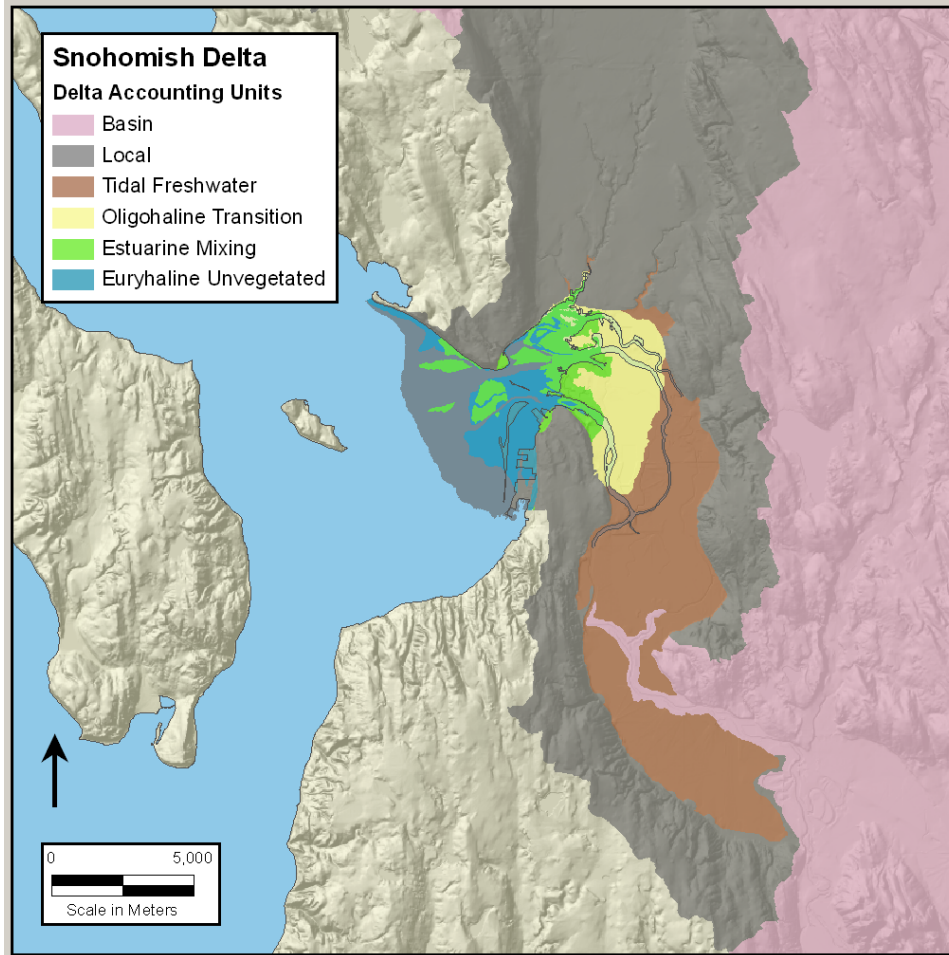 Snohomish Delta
Delta Accounting Units
Basin
Local
Tidal Freshwater
Oligohaline Transition
Estuarine Mixing
Euryhaline Unvegetated
0 5,000
Scale in Meters